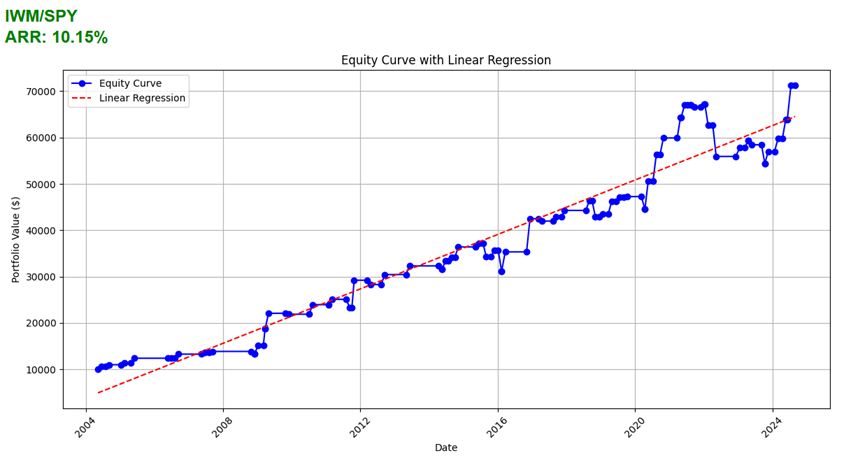 IWM/SPY
ARR: 10.15%
Equity Curve with Linear Regression
Equity Curve
Linear Regression
Portfolio Value ($)
70000
60000
50000
40000
30000
20000
10000
2004
2008
2012
2016
2020
2024
Date